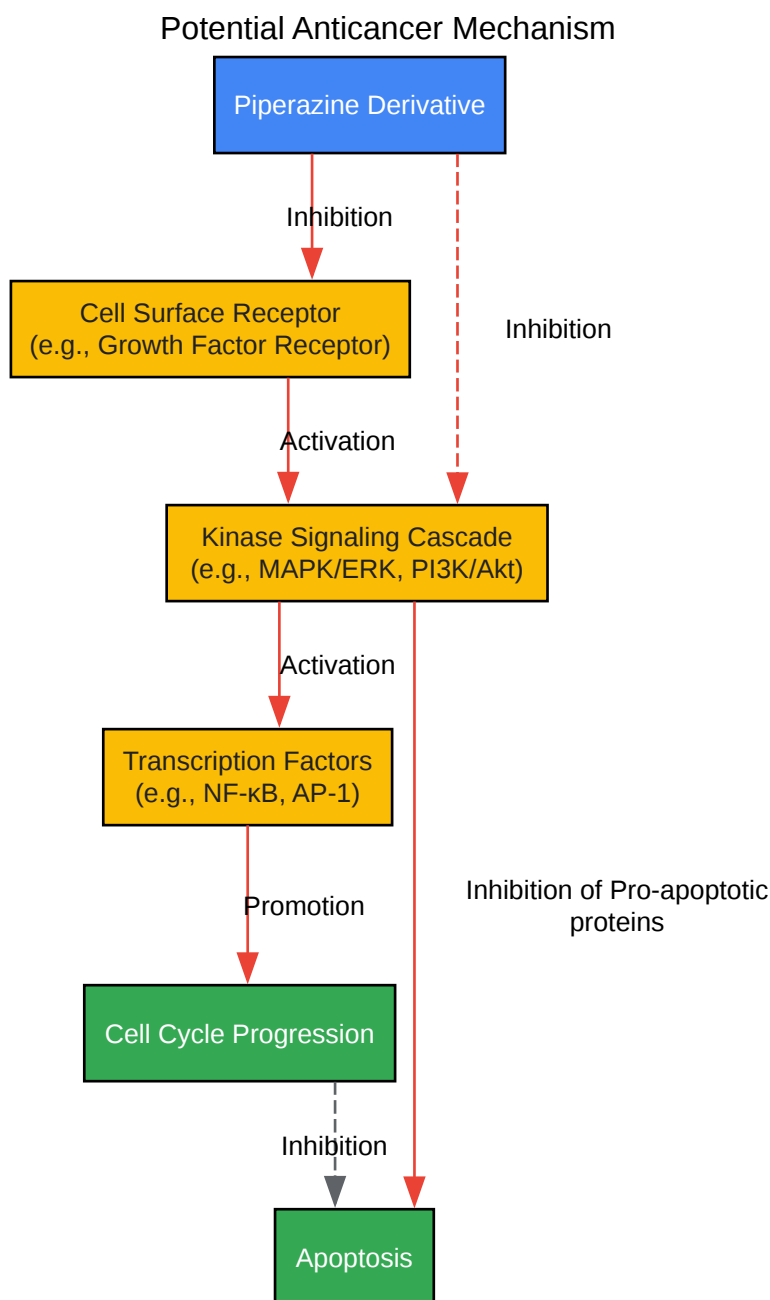 Potential Anticancer Mechanism
Piperazine Derivative
Inhibition
Cell Surface Receptor
(e.g., Growth Factor Receptor)
Inhibition
Activation
Kinase Signaling Cascade
(e.g., MAPK/ERK, PI3K/Akt)
Activation
Transcription Factors
(e.g., NF-κB, AP-1)
Promotion
Inhibition of Pro-apoptotic
proteins
Cell Cycle Progression
Inhibition
Apoptosis